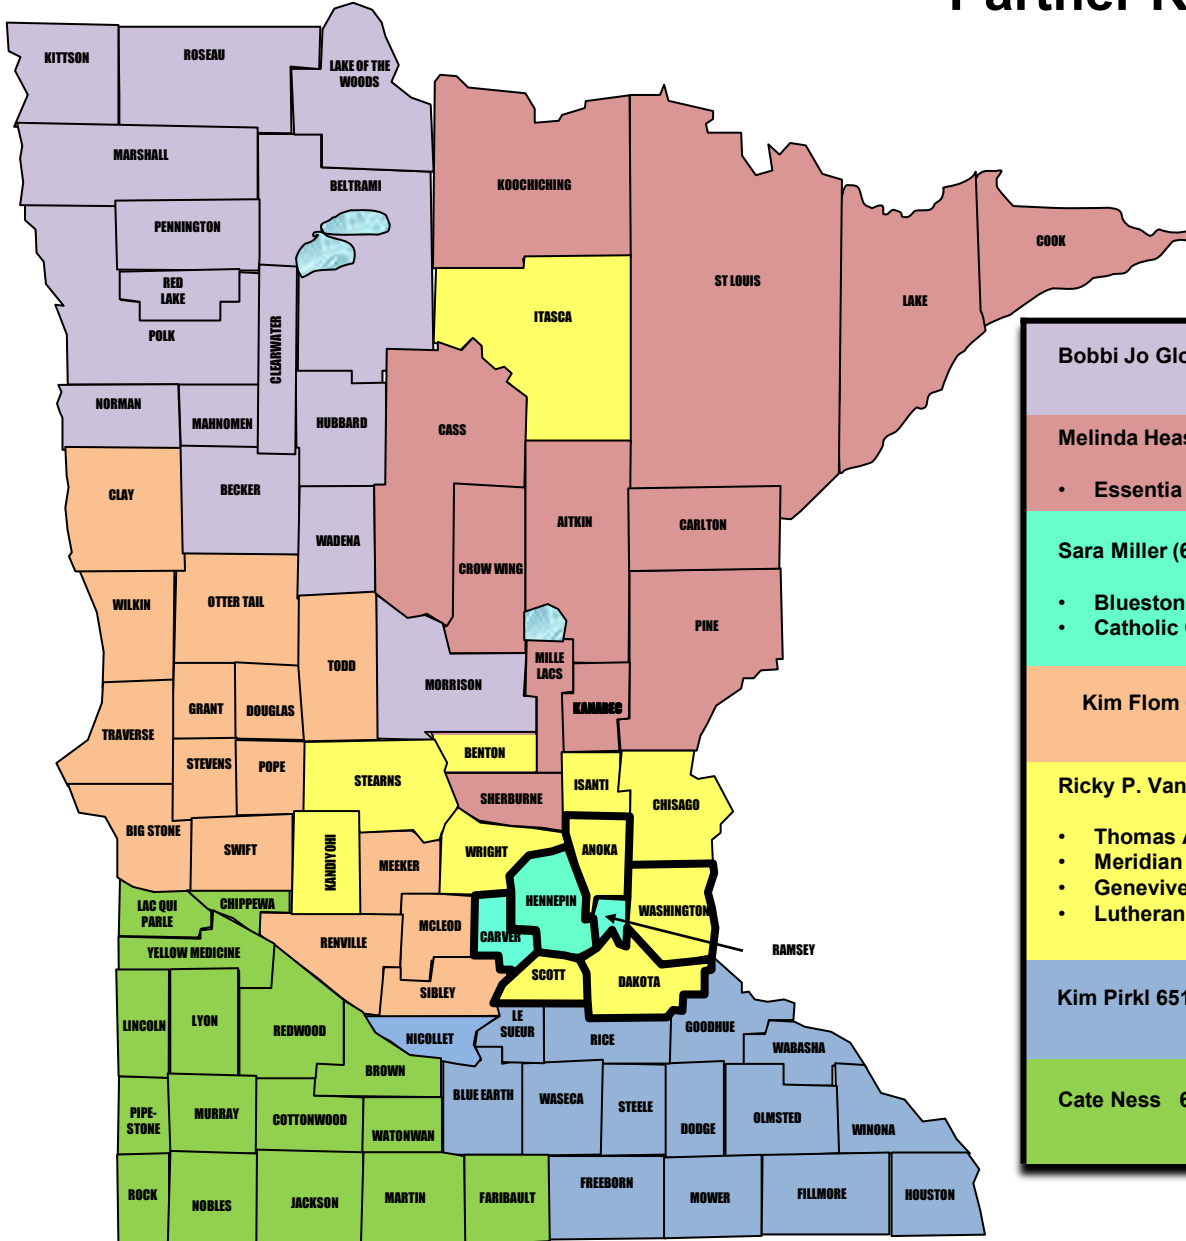 Partner
KITTSON
ROSEAU
LAKE OF THE
WOODS
MARSHALL
BELTRAMI
KOOCHICHING
PENNINGTON
COOK
RED
LAKE
ST LOUIS
LAKE
ITASCA
POLK
CLEARWATER
NORMAN
MAHNOMEN
HUBBARD
CASS
CLAY
BECKER
WADENA
AITKIN
CARLTON
CROW WING
WILKIN
OTTER TAIL
PINE
TODD
MILLE
LACS
MORRISON
GRANT
DOUGLAS
KANABEC
TRAVERSE
STEVENS
POPE
BENTON
STEARNS
ISANTI
SHERBURNE
CHISAGO
BIG STONE
SWIFT
KANDIYOHI
MEEKER
WRIGHT
ANOKA
LAC QUI
PARLE
CHIPPEWA
HENNEPIN
WASHINGTON
MCLEOD
CARVER
RENVILLE
YELLOW MEDICINE
RAMSEY
SCOTT
DAKOTA
SIBLEY
LINCOLN
LYON
REDWOOD
NICOLLET
LE
SUEUR
RICE
GOODHUE
WABASHA
BROWN
BLUE EARTH
WASECA
STEELE
DODGE
OLMSTED
WINONA
PIPE-
STONE
MURRAY
COTTONWOOD
WATONWAN
ROCK
NOBLES
JACKSON
MARTIN
FARIBAULT
FREEBORN
MOWER
FILLMORE
HOUSTON
Bobbi Jo Glo
Melinda Heas
• Essentia
Sara Miller (6
• Blueston
• Catholic
Kim Flom
Ricky P. Van
• Thomas
• Meridian
• Genevive
• Lutheran
Kim Pirkl 651
Cate Ness 6